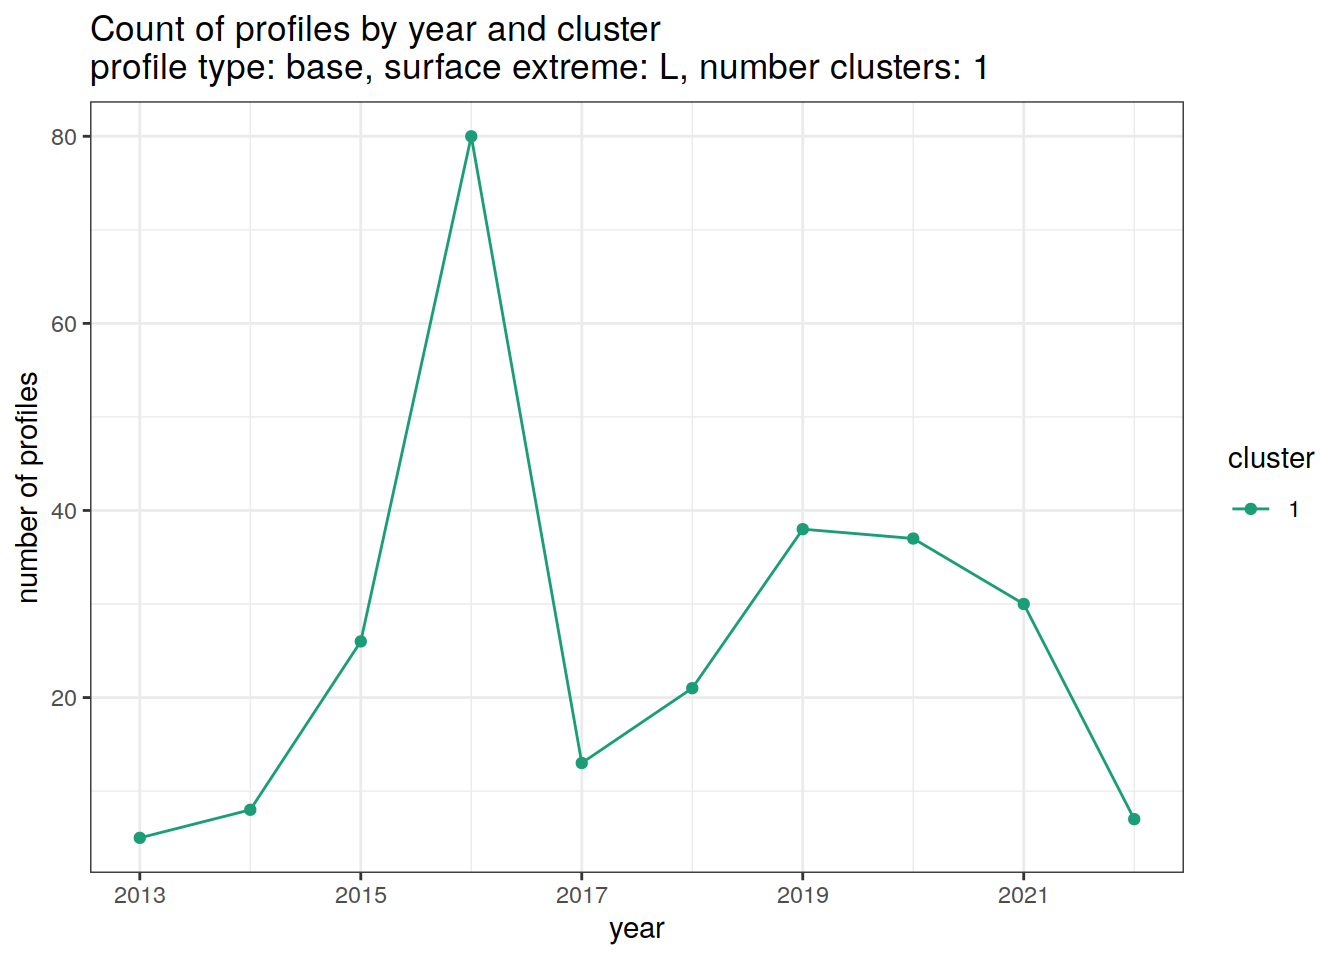 Count of profiles by year and cluster
profile type: base, surface extreme: L, number clusters: 1
80
60
40
20
number of profiles
2013 2015 2017 2019 2021
year
cluster
1